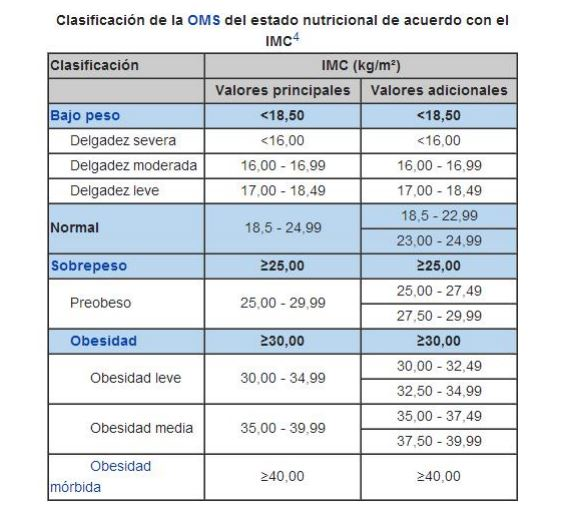 Clasificación de la OMS del estado nutricional de acuerdo con el
IMC4
Clasificación IMC (kg/m²)
Valores principales Valores adicionales
Bajo peso <18,50 <18,50
Delgadez severa <16,00 <16,00
Delgadez moderada 16,00 - 16,99 16,00 - 16,99
Delgadez leve 17,00 - 18,49 17,00 - 18,49
Normal 18,5 - 24,99 18,5 - 22,99
23,00 - 24,99
Sobrepeso ≥25,00 ≥25,00
Preobeso 25,00 - 29,99 25,00 - 27,49
27,50 - 29,99
Obesidad ≥30,00 ≥30,00
Obesidad leve 30,00 - 34,99 30,00 - 32,49
32,50 - 34,99
Obesidad media 35,00 - 39,99 35,00 - 37,49
37,50 - 39,99
Obesidad
mórbida ≥40,00 ≥40,00